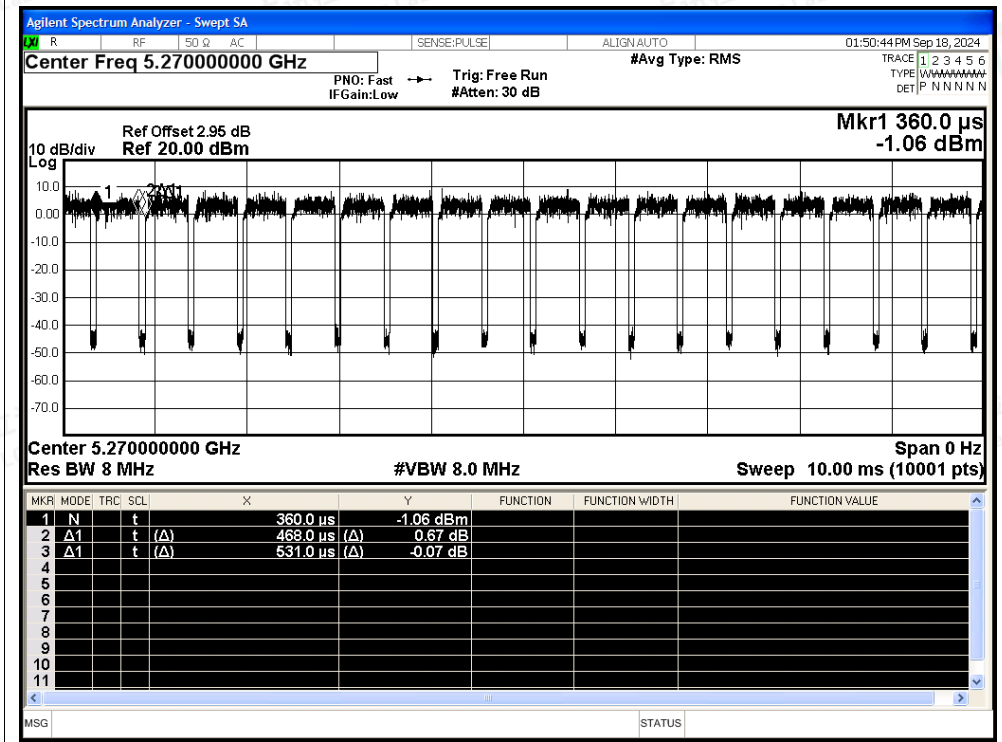 Agilent Spectrum Analyzer - Swept SA
LXI R RF 50 Ω AC SENSE:PULSE ALIGN AUTO 01:50:44 PM Sep 18, 2024
Center Freq 5.270000000 GHz #Avg Type: RMS TRACE 1 2 3 4 5 6
PNO: Fast Trig: Free Run TYPE
IFGain:Low #Atten: 30 dB DET P N N N N N
Mkr1 360.0 µs
Ref Offset 2.95 dB
10 dB/div Ref 20.00 dBm -1.06 dBm
Log
10.0
1
0.00
-10.0
-20.0
-30.0
-40.0
-50.0
-60.0
-70.0
Center 5.270000000 GHz Span 0 Hz
Res BW 8 MHz #VBW 8.0 MHz Sweep 10.00 ms (10001 pts)
MKR MODE TRC SCL X Y FUNCTION FUNCTION WIDTH FUNCTION VALUE
1 N t 360.0 µs -1.06 dBm
2 Δ1 t (Δ) 468.0 µs (Δ) 0.67 dB
3 Δ1 t (Δ) 531.0 µs (Δ) -0.07 dB
4
5
6
7
8
9
10
11
MSG STATUS